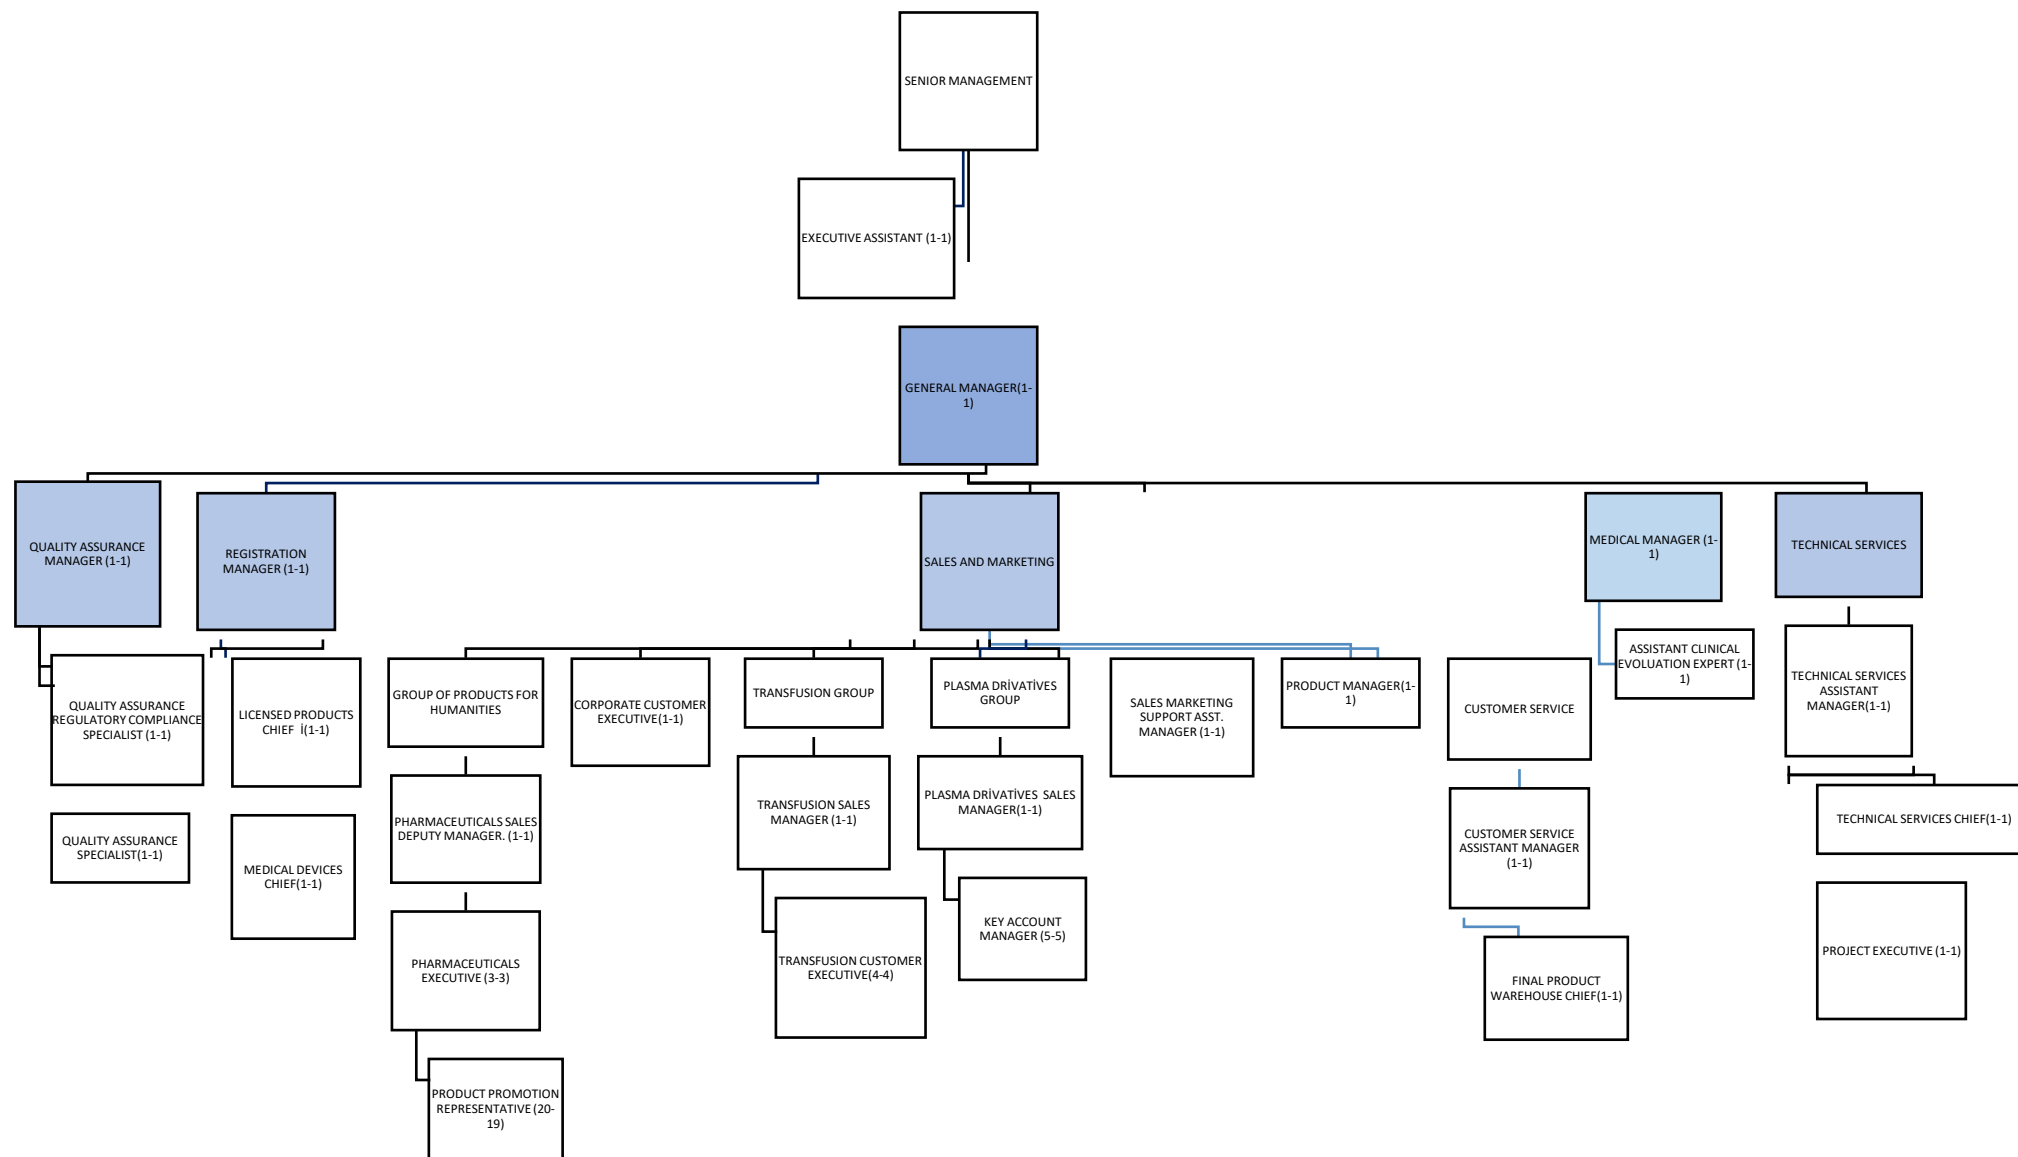 SENIOR MANAGEMENT
EXECUTIVE ASSISTANT (1-1)
GENERAL MANAGER(1-
1)
QUALITY ASSURANCE
MANAGER (1-1)
REGISTRATION
MANAGER (1-1)
SALES AND MARKETING
MEDICAL MANAGER (1-
1)
TECHNICAL SERVICES
QUALITY ASSURANCE
REGULATORY COMPLIANCE
SPECIALIST (1-1)
LICENSED PRODUCTS
CHIEF İ(1-1)
GROUP OF PRODUCTS FOR
HUMANITIES
CORPORATE CUSTOMER
EXECUTIVE(1-1)
TRANSFUSION GROUP
PLASMA DRİVATİVES
GROUP
SALES MARKETING
SUPPORT ASST.
MANAGER (1-1)
PRODUCT MANAGER(1-
1)
CUSTOMER SERVICE
ASSISTANT CLINICAL
EVOLUATION EXPERT (1-
1)
TECHNICAL SERVICES
ASSISTANT
MANAGER(1-1)
QUALITY ASSURANCE
SPECIALIST(1-1)
MEDICAL DEVICES
CHIEF(1-1)
PHARMACEUTICALS SALES
DEPUTY MANAGER. (1-1)
TRANSFUSION SALES
MANAGER (1-1)
PLASMA DRİVATİVES SALES
MANAGER(1-1)
CUSTOMER SERVICE
ASSISTANT MANAGER
(1-1)
TECHNICAL SERVICES CHIEF(1-1)
PHARMACEUTICALS
EXECUTIVE (3-3)
TRANSFUSION CUSTOMER
EXECUTIVE(4-4)
KEY ACCOUNT
MANAGER (5-5)
FINAL PRODUCT
WAREHOUSE CHIEF(1-1)
PROJECT EXECUTIVE (1-1)
PRODUCT PROMOTION
REPRESENTATIVE (20-
19)